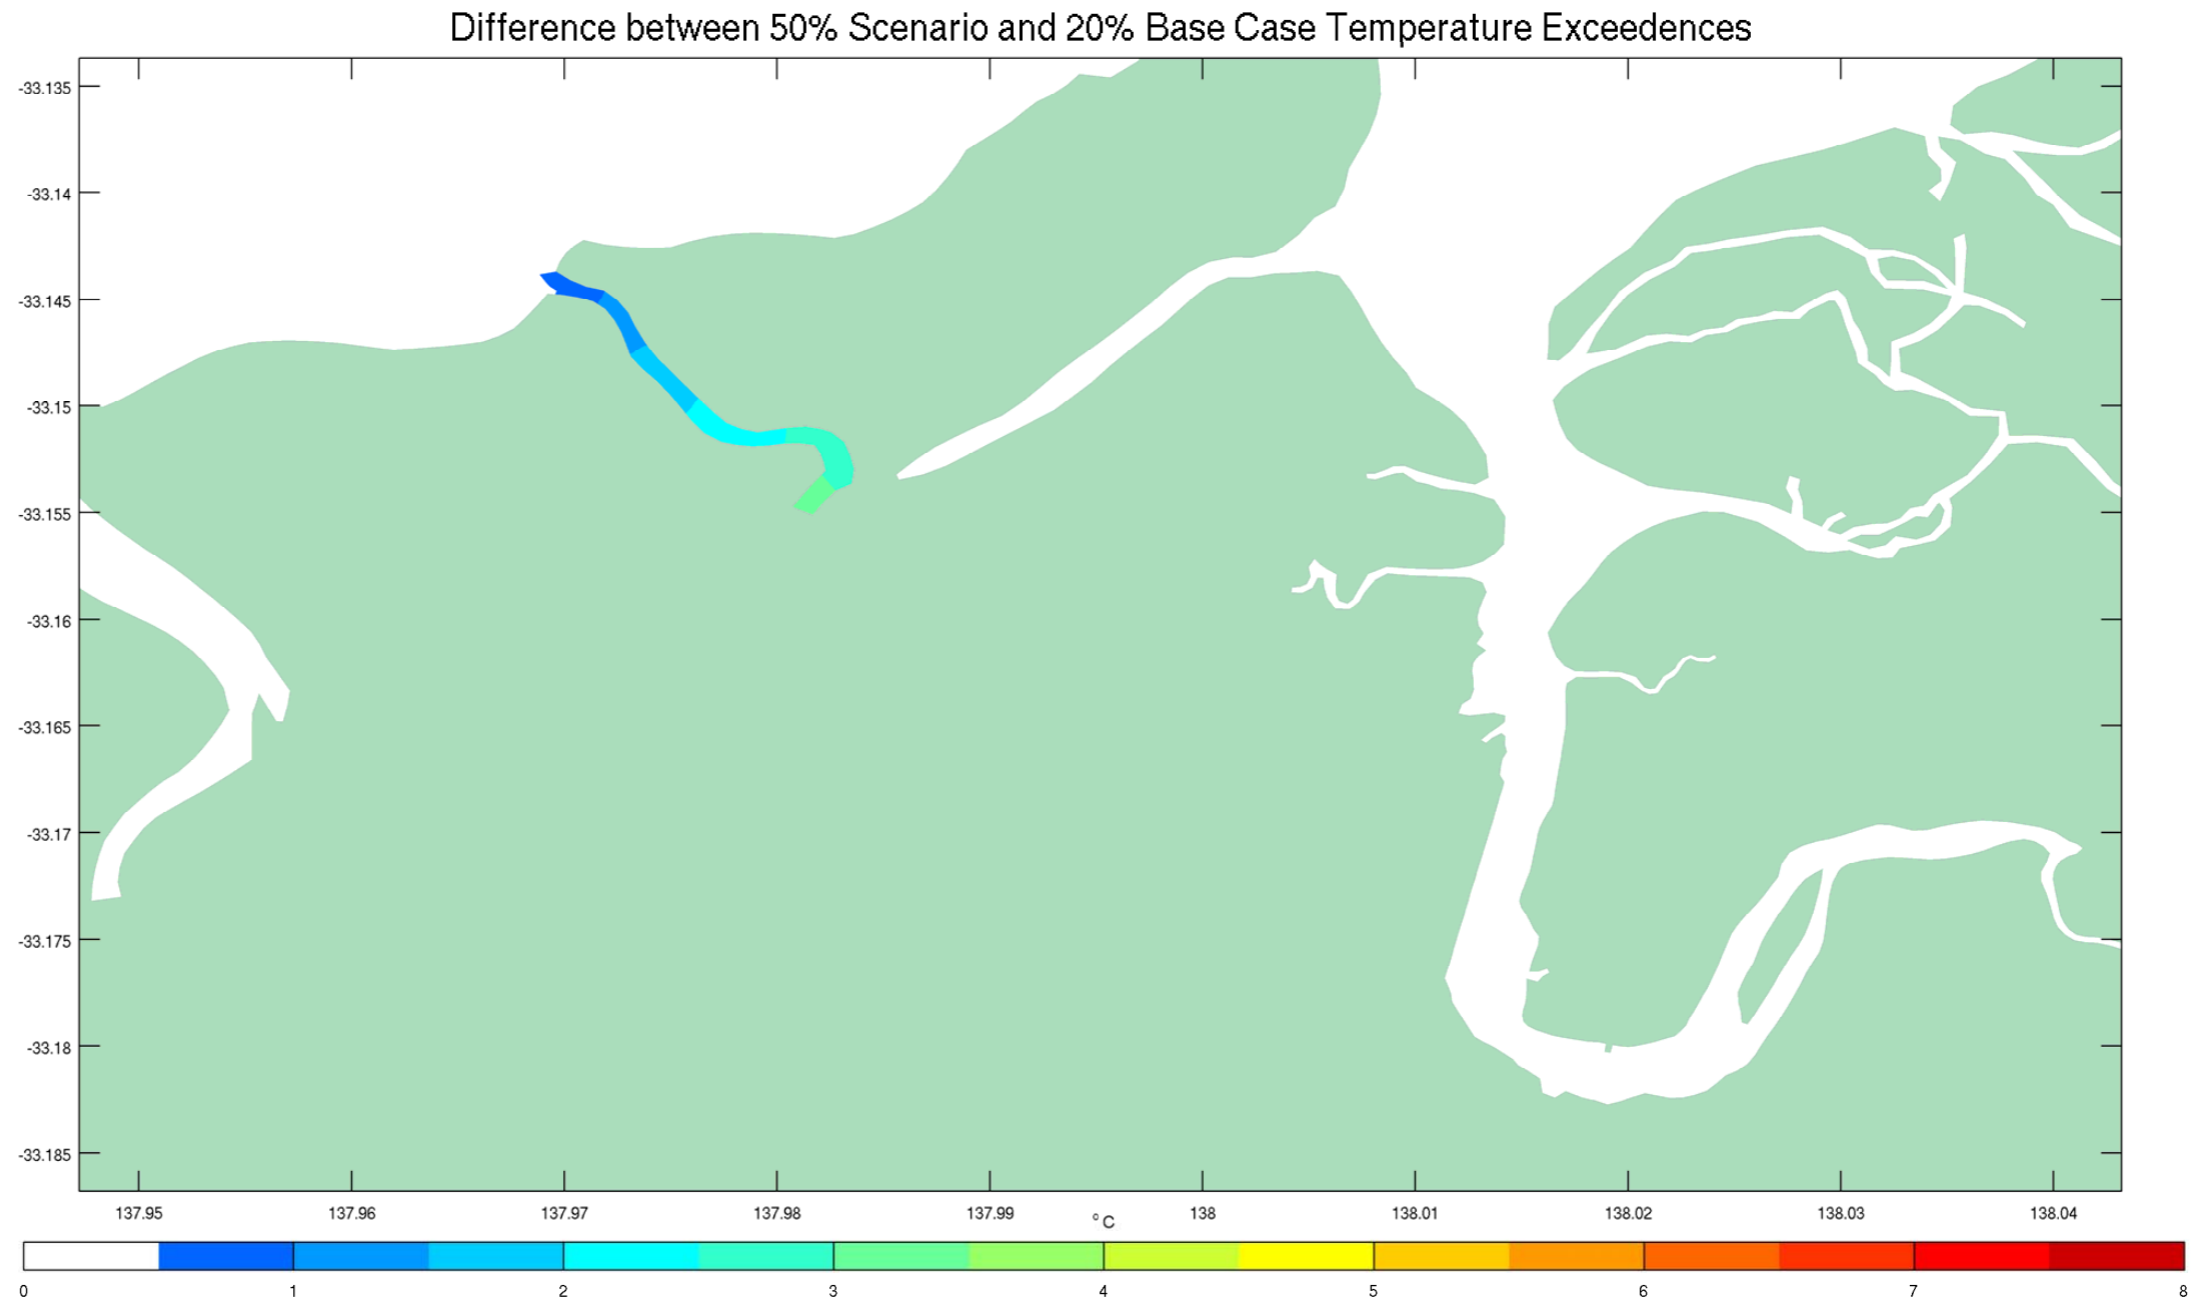 Difference between 50% Scenario and 20% Base Case Temperature Exceedences
-33.135
-33.14
-33.145
-33.15
-33.155
-33.16
-33.165
-33.17
-33.175
-33.18
-33.185
137.95 137.96 137.97 137.98 137.99 138 138.01 138.02 138.03 138.04
°C
0 1 2 3 4 5 6 7 8